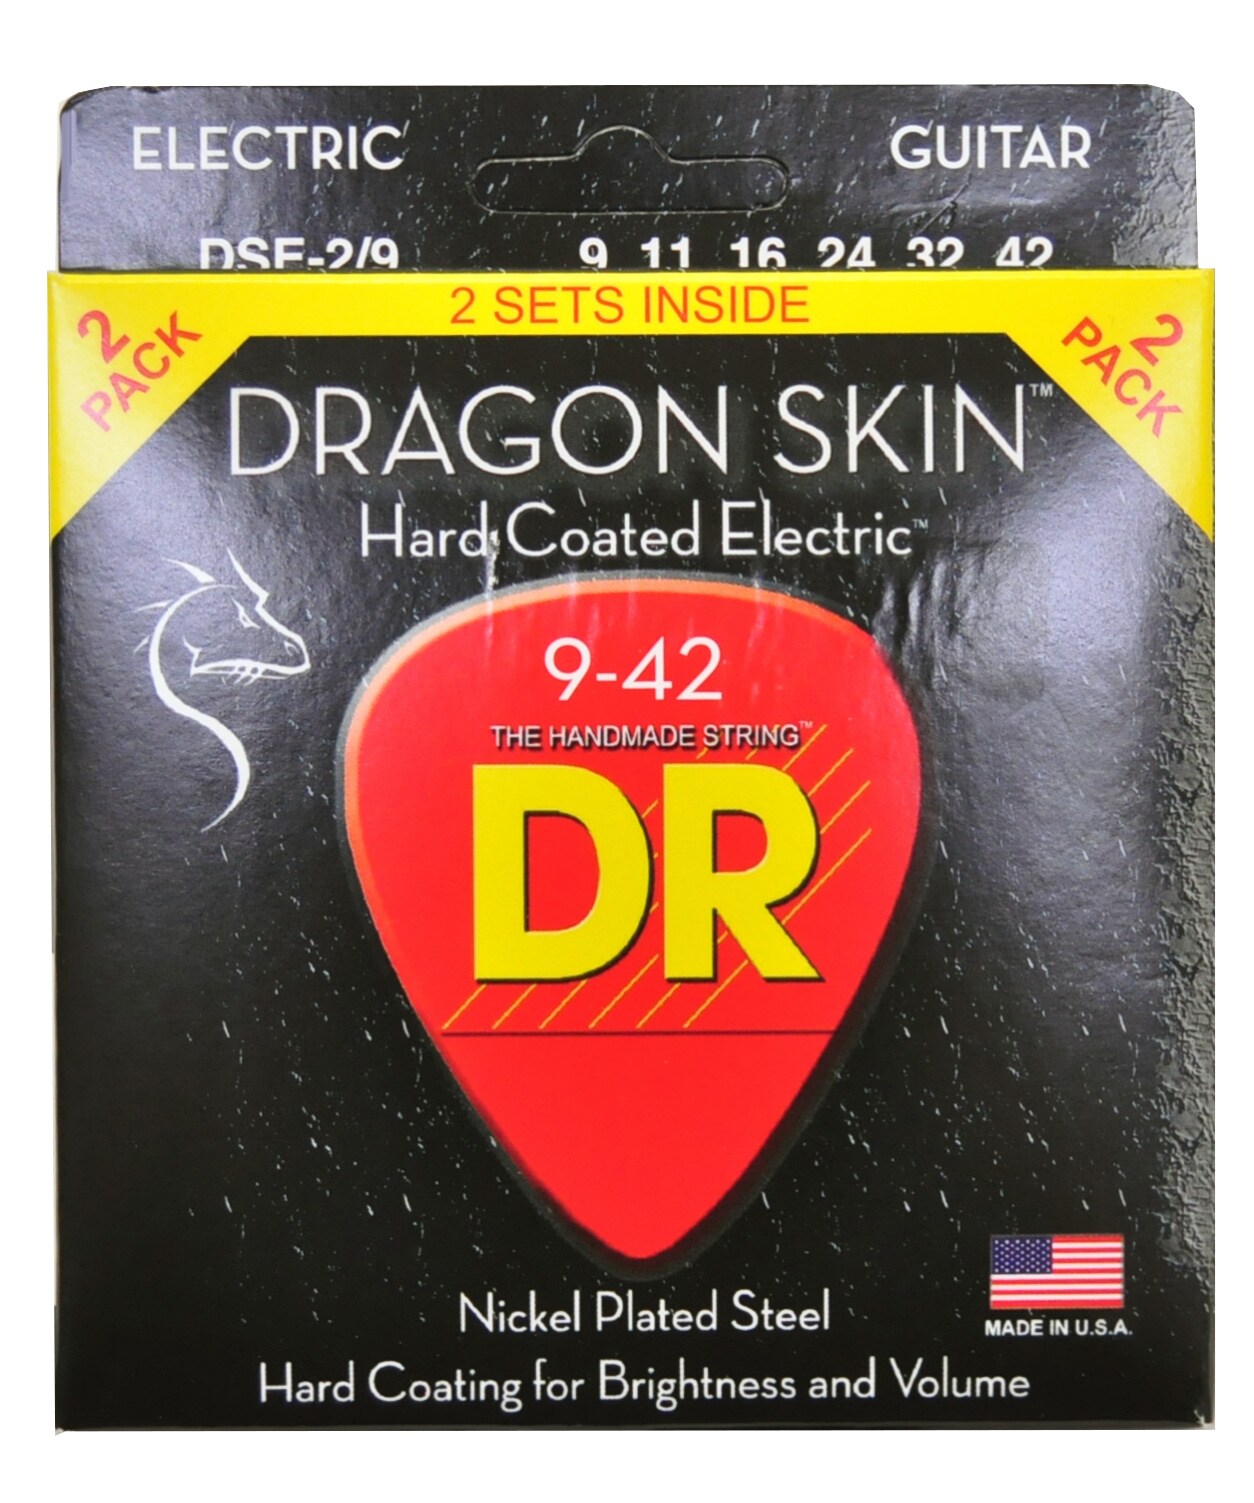 ELECTRIC GUITAR
DSE-2/9 9 11 16 24 32 42
2 SETS INSIDE
2 PACK
2 PACK
DRAGON SKIN™
Hard Coated Electric™
9-42
THE HANDMADE STRING™
DR
MADE IN U.S.A.
Nickel Plated Steel
Hard Coating for Brightness and Volume